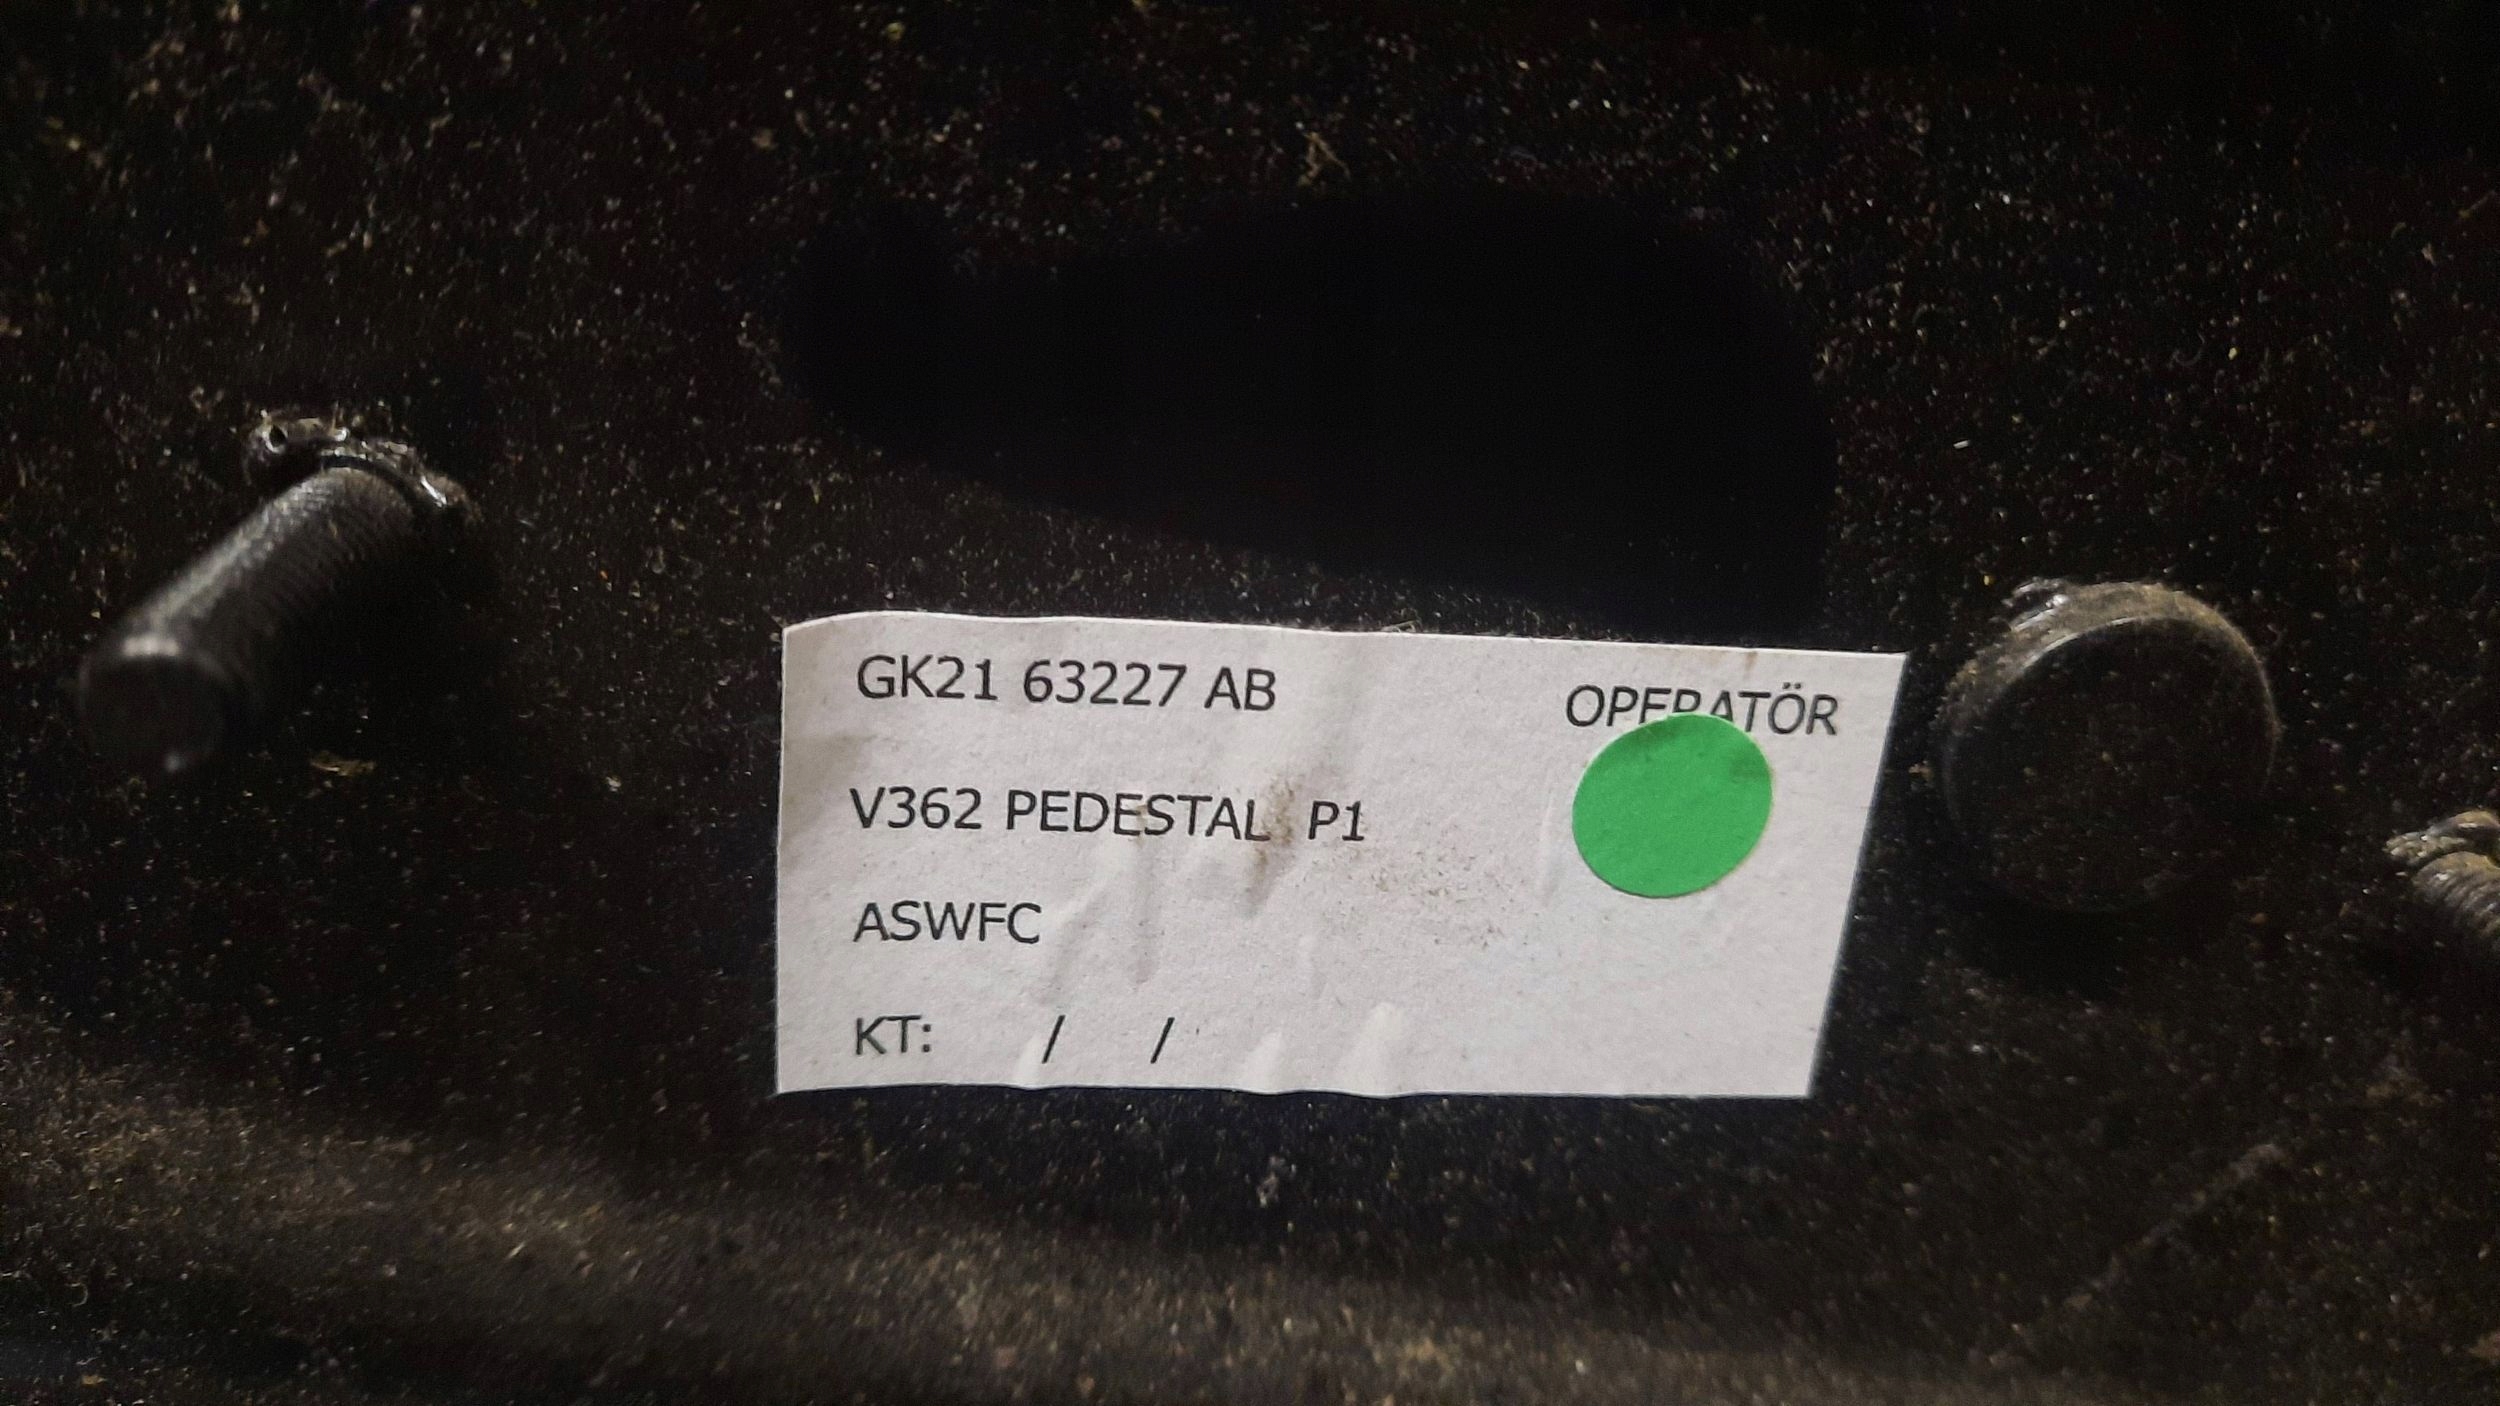 GK21 63227 AB
OPERATÖR
V362 PEDESTAL P1
ASWFC
KT: / /